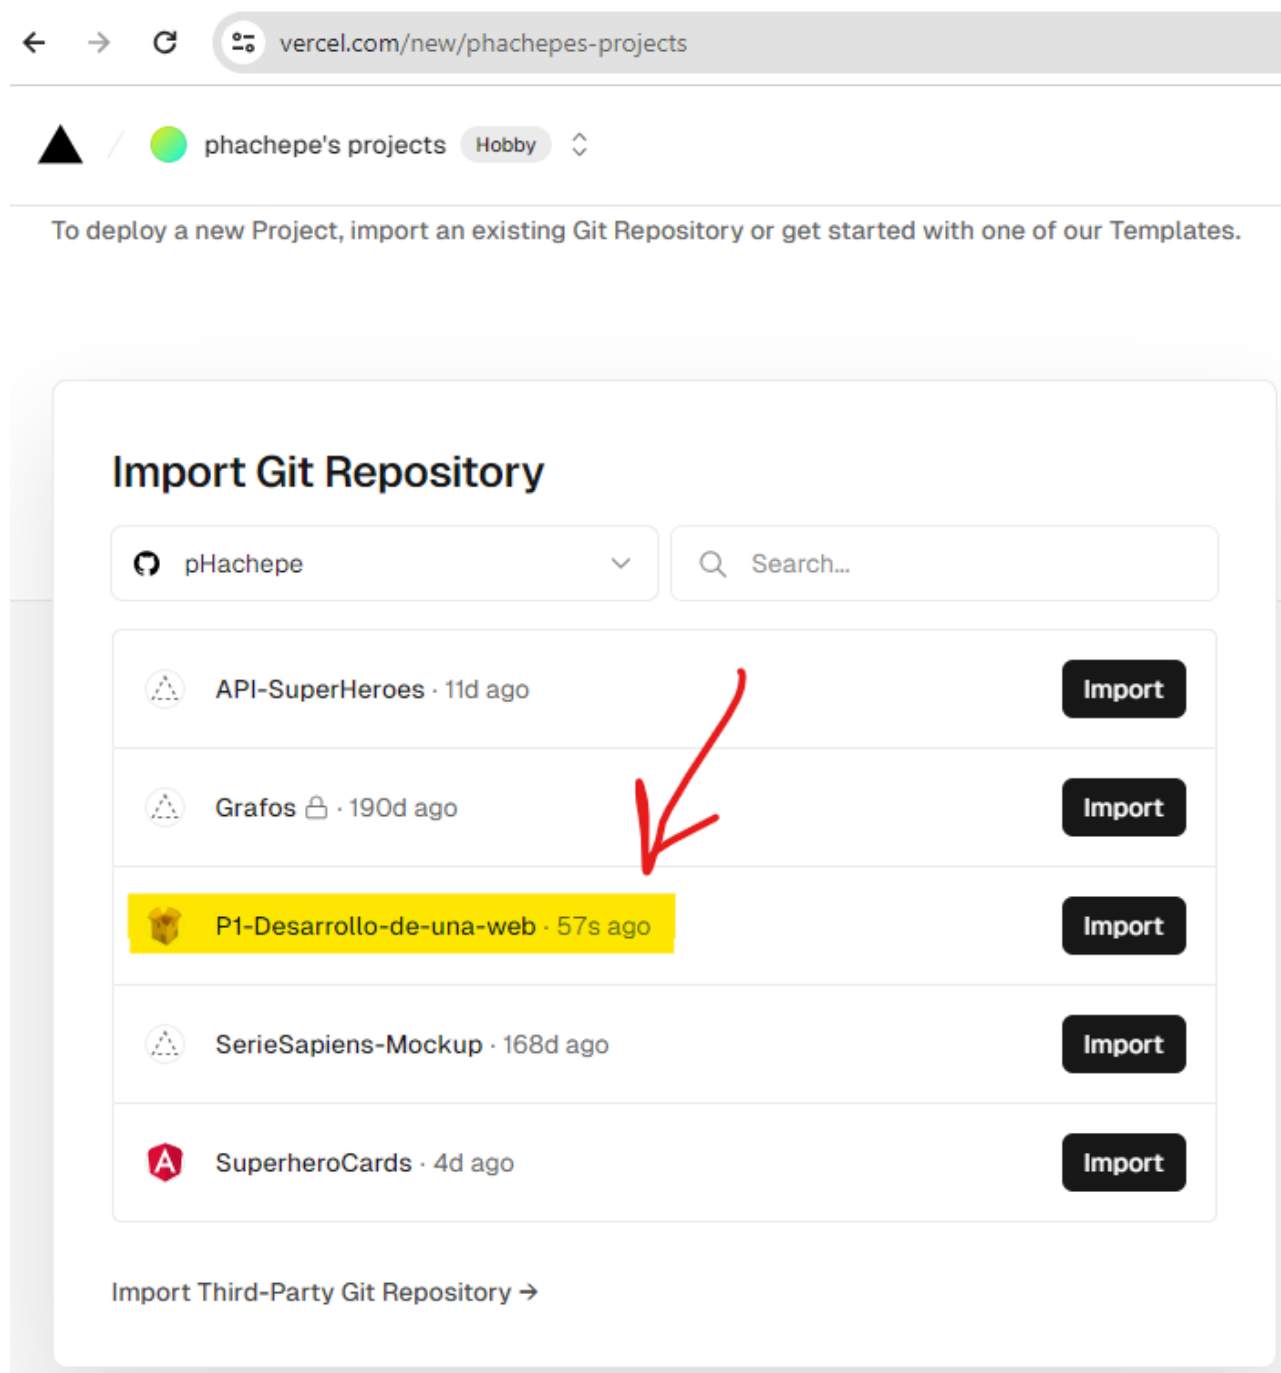 vercel.com/new/phachepes-projects
phachepe's projects Hobby
To deploy a new Project, import an existing Git Repository or get started with one of our Templates.
Import Git Repository
pHachepe Search...
API-SuperHeroes · 11d ago Import
Grafos · 190d ago Import
P1-Desarrollo-de-una-web · 57s ago Import
SerieSapiens-Mockup · 168d ago Import
SuperheroCards · 4d ago Import
Import Third-Party Git Repository →